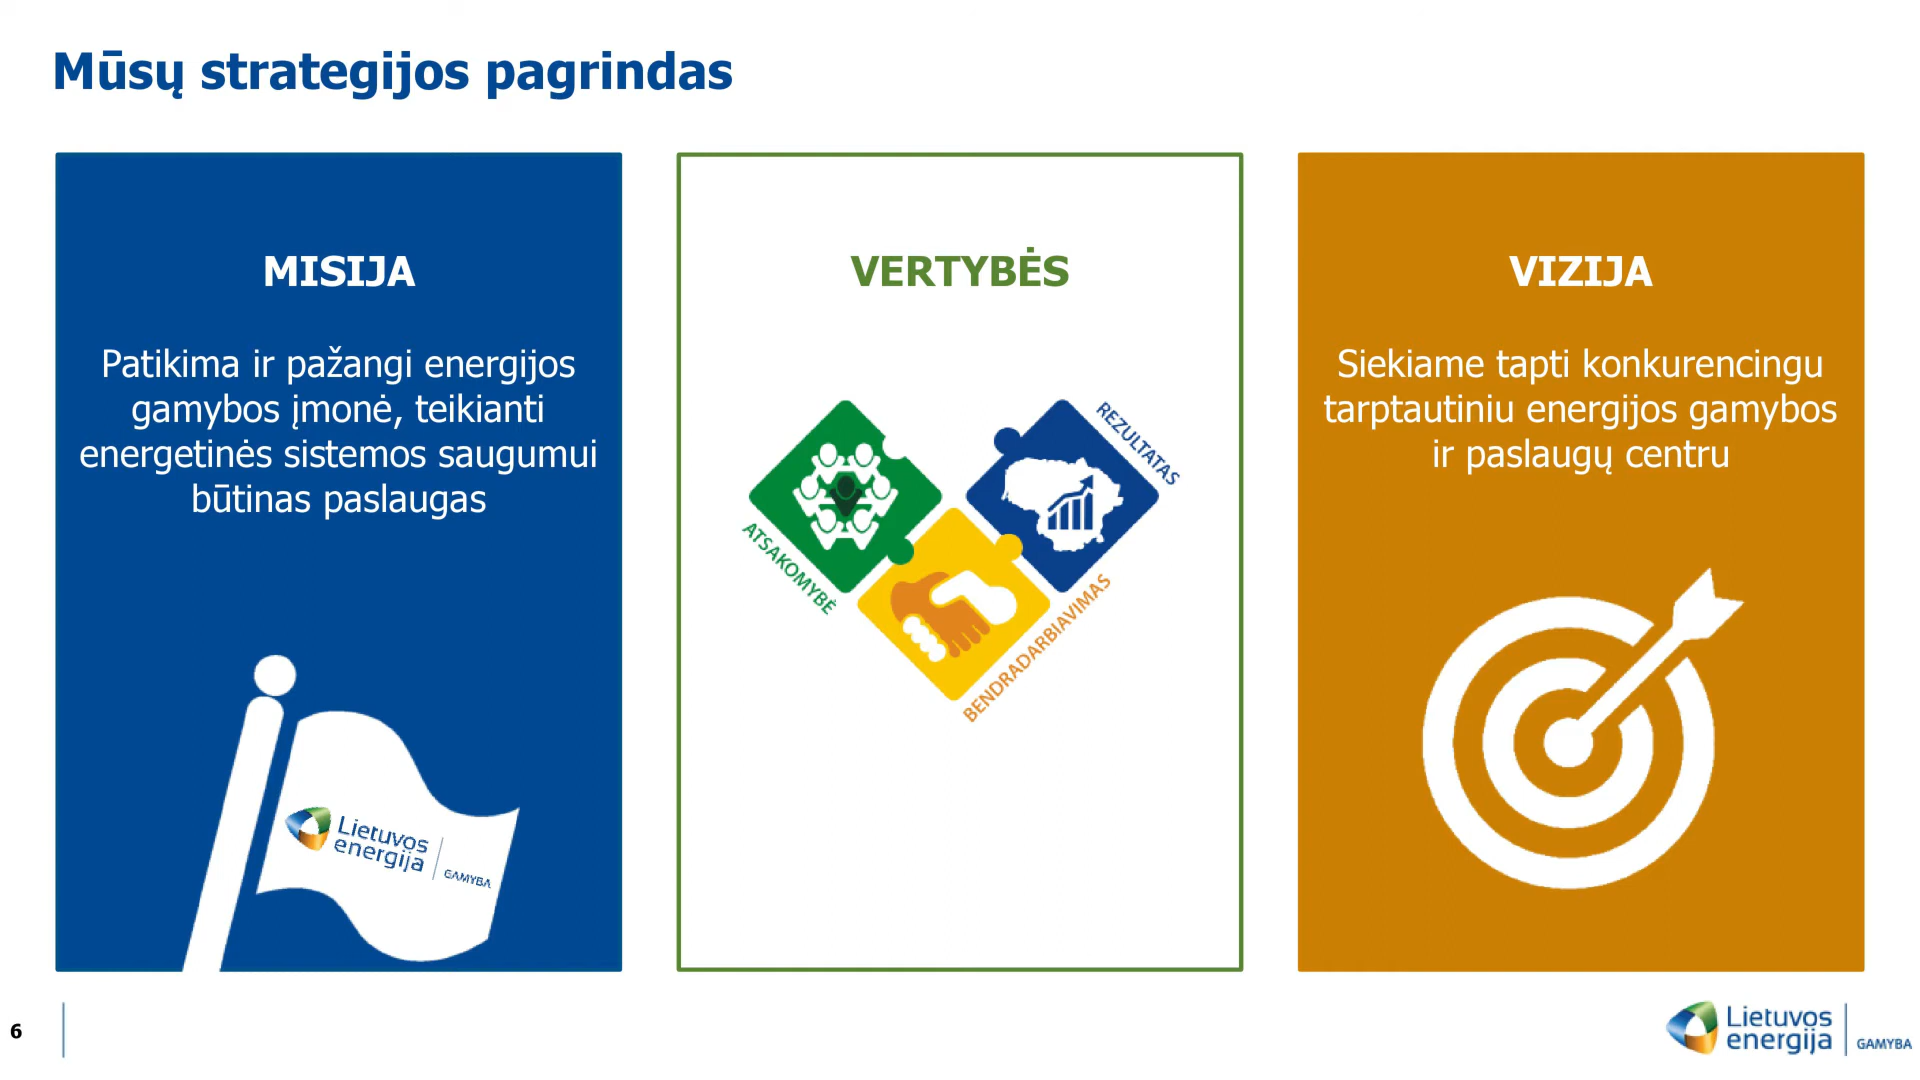 Mūsų strategijos pagrindas
MISIJA
Patikima ir pažangi energijos
gamybos įmonė, teikianti
energetinės sistemos saugumui
būtinas paslaugas
Lietuvos
energija
GAMYBA
VERTYBĖS
ATSAKOMYBĖ
BENDRADARBIAVIMAS
REZULTATAS
VIZIJA
Siekiame tapti konkurencingu
tarptautiniu energijos gamybos
ir paslaugų centru
6
Lietuvos
energija
GAMYBA